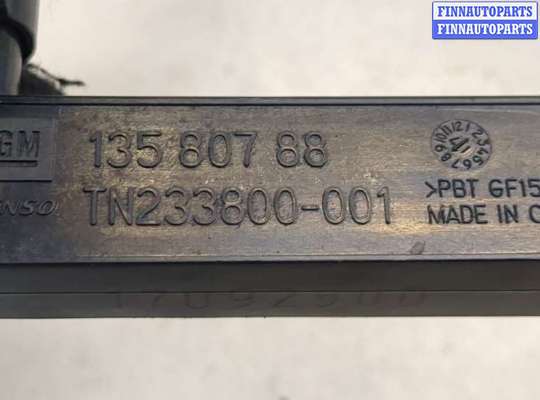 FINNAUTOPARTS
FINNAUTOPARTS
GM 135 807 88
TN233800-001
>PBT GF15
MADE IN C